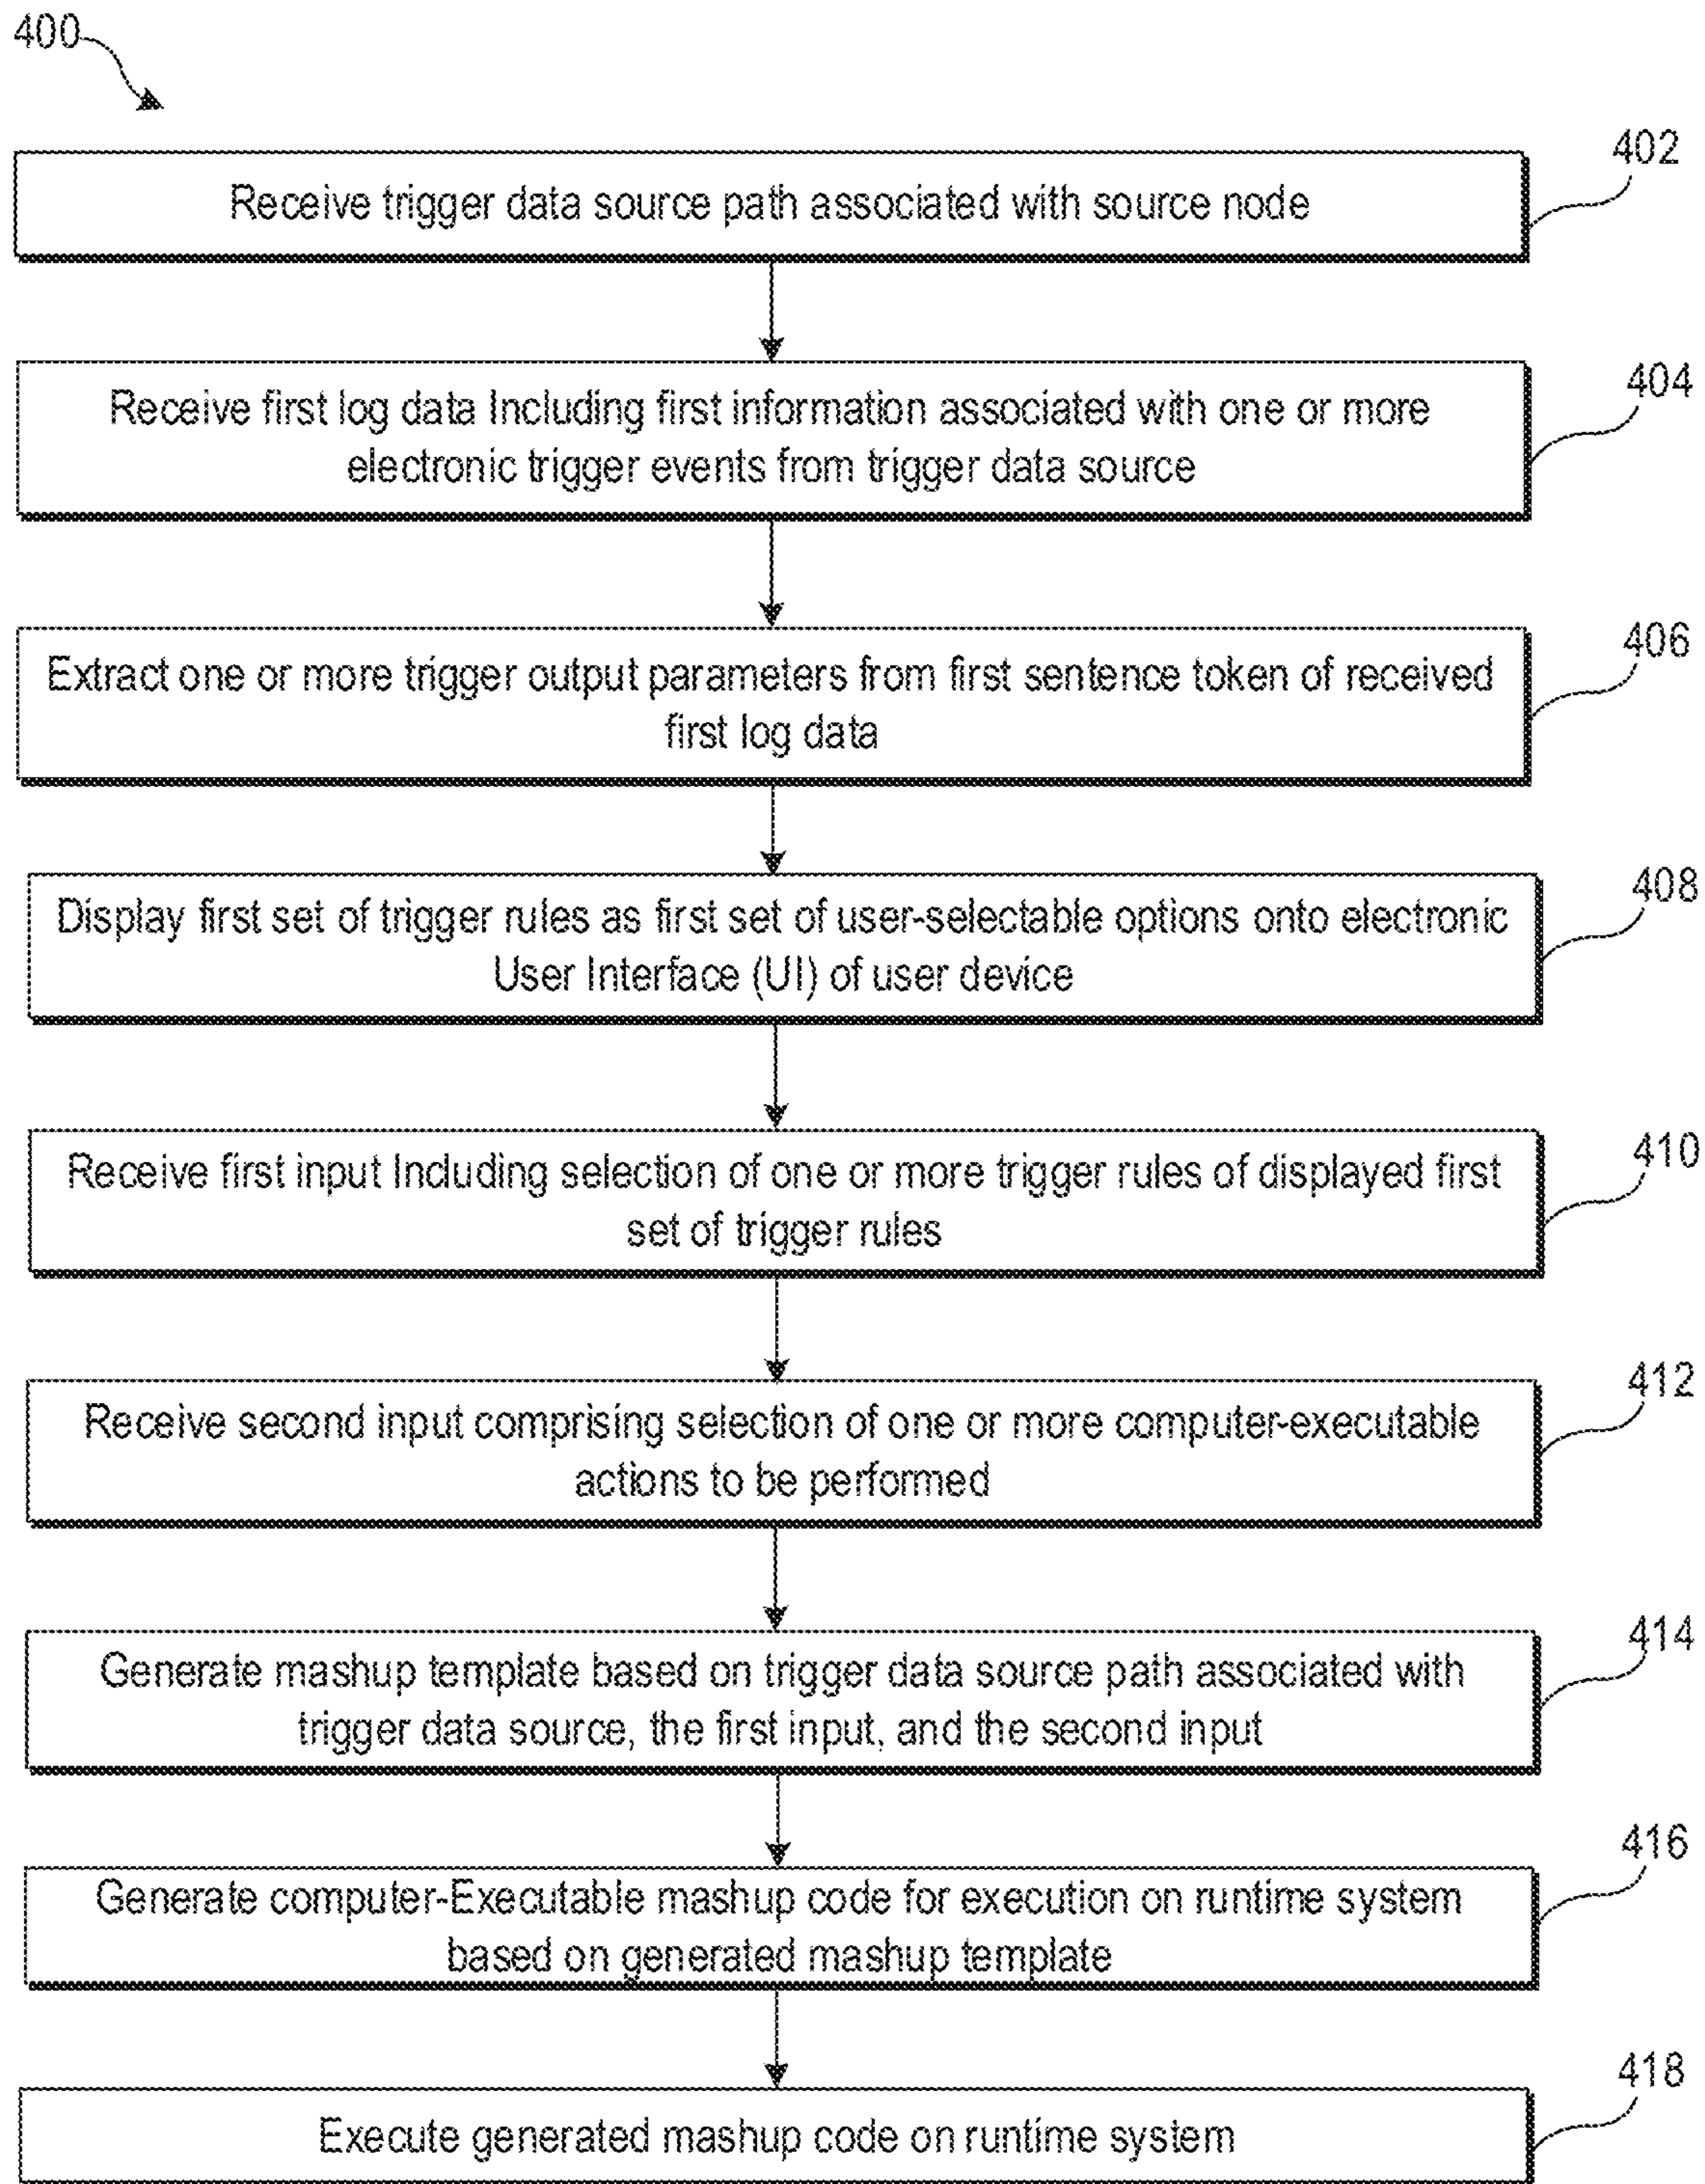 400
402
Receive trigger data source path associated with source node
404
Receive first log data Including first information associated with one or more
electronic trigger events from trigger data source
406
Extract one or more trigger output parameters from first sentence token of received
first log data
408
Display first set of trigger rules as first set of user-selectable options onto electronic
User Interface (UI) of user device
410
Receive first input Including selection of one or more trigger rules of displayed first
set of trigger rules
412
Receive second input comprising selection of one or more computer-executable
actions to be performed
414
Generate mashup template based on trigger data source path associated with
trigger data source, the first input, and the second input
416
Generate computer-Executable mashup code for execution on runtime system
based on generated mashup template
418
Execute generated mashup code on runtime system